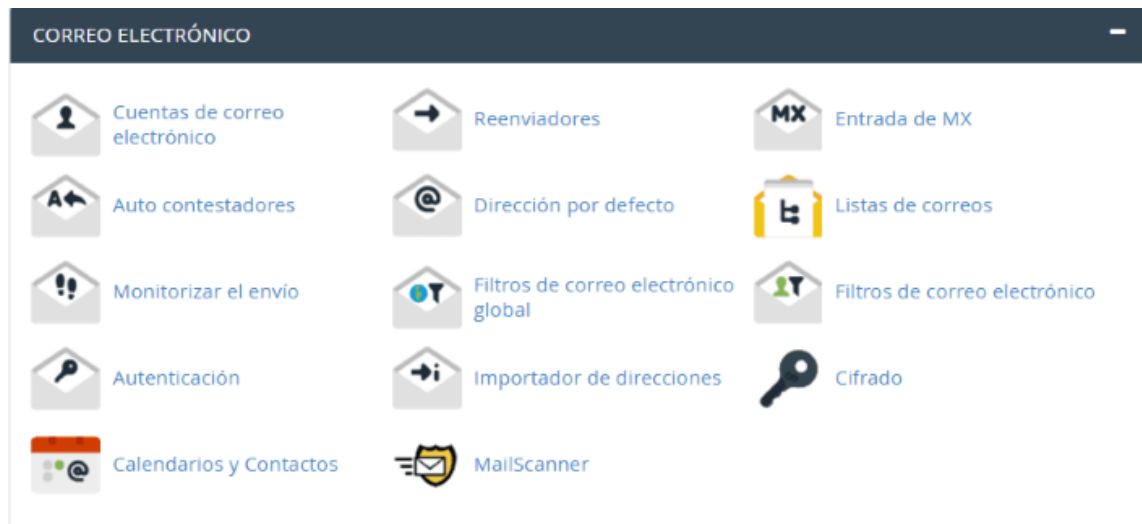 CORREO ELECTRÓNICO
Cuentas de correo
electrónico
Reenviadores
MX
Entrada de MX
A
Auto contestadores
@
Dirección por defecto
Listas de correos
Monitorizar el envío
Filtros de correo electrónico
global
Filtros de correo electrónico
Autenticación
i
Importador de direcciones
Cifrado
@
Calendarios y Contactos
MailScanner